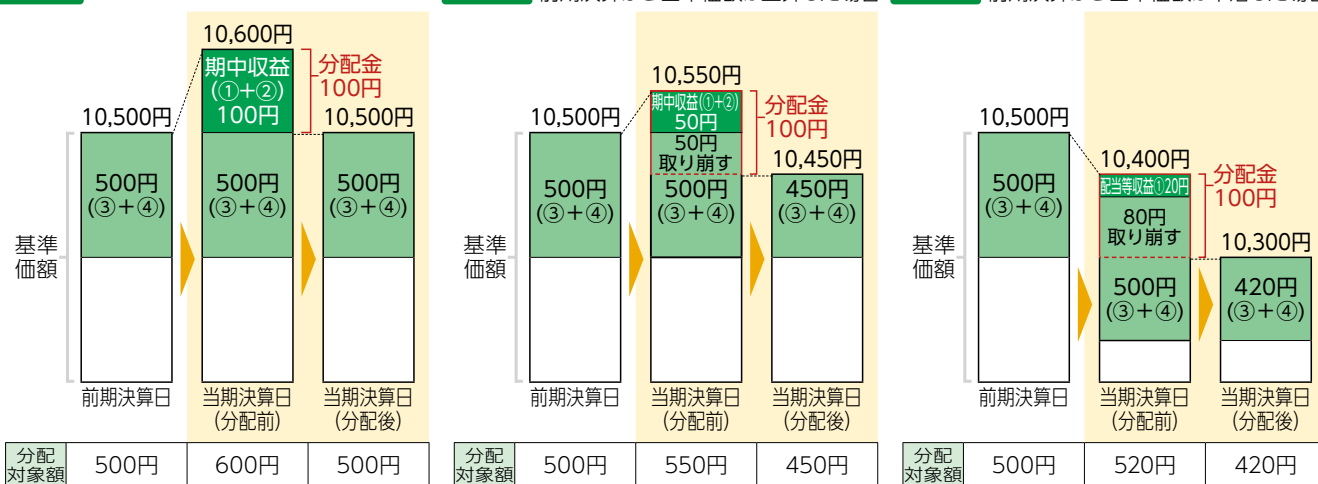 10,600円
期中収益
(①+②)
100円
分配金
100円
10,500円
10,500円
500円
(③+④)
500円
(③+④)
500円
(③+④)
基準
価額
前期決算日
当期決算日
(分配前)
当期決算日
(分配後)
分配
対象額
500円
600円
500円
10,550円
期中収益(①+②)
50円
分配金
100円
10,500円
50円
取り崩す
10,450円
500円
(③+④)
500円
(③+④)
450円
(③+④)
基準
価額
前期決算日
当期決算日
(分配前)
当期決算日
(分配後)
分配
対象額
500円
550円
450円
10,500円
10,400円
配当等収益①20円
分配金
100円
500円
(③+④)
80円
取り崩す
10,300円
500円
(③+④)
420円
(③+④)
基準
価額
前期決算日
当期決算日
(分配前)
当期決算日
(分配後)
分配
対象額
500円
520円
420円